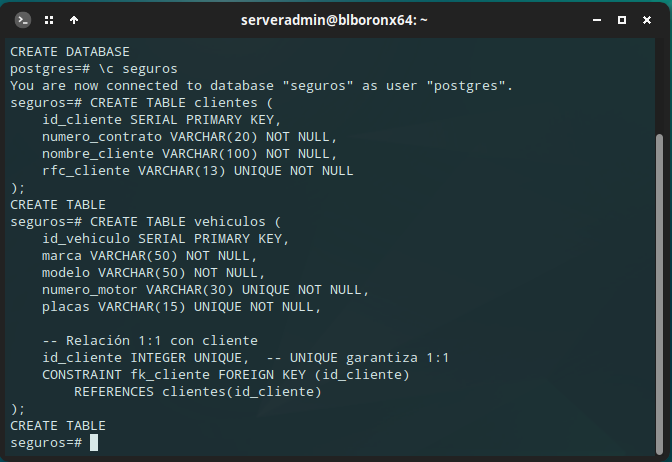 serveradmin@blboronx64: ~
CREATE DATABASE
postgres=# \c seguros
You are now connected to database "seguros" as user "postgres".
seguros=# CREATE TABLE clientes (
    id_cliente SERIAL PRIMARY KEY,
    numero_contrato VARCHAR(20) NOT NULL,
    nombre_cliente VARCHAR(100) NOT NULL,
    rfc_cliente VARCHAR(13) UNIQUE NOT NULL
);
CREATE TABLE
seguros=# CREATE TABLE vehiculos (
    id_vehiculo SERIAL PRIMARY KEY,
    marca VARCHAR(50) NOT NULL,
    modelo VARCHAR(50) NOT NULL,
    numero_motor VARCHAR(30) UNIQUE NOT NULL,
    placas VARCHAR(15) UNIQUE NOT NULL,

    -- Relación 1:1 con cliente
    id_cliente INTEGER UNIQUE,  -- UNIQUE garantiza 1:1
    CONSTRAINT fk_cliente FOREIGN KEY (id_cliente)
        REFERENCES clientes(id_cliente)
);
CREATE TABLE
seguros=#